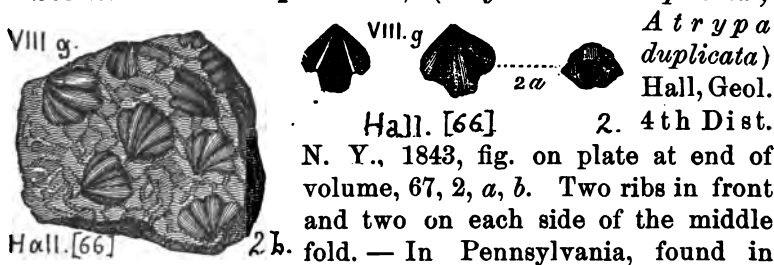 VIII g.
Hall. [66]
2 b.
VIII. g
2 a
Hall. [66]
2.
Atrypa
duplicata)
Hall, Geol.
4th Dist.
N. Y., 1843, fig. on plate at end of
volume, 67, 2, a, b. Two ribs in front
and two on each side of the middle
fold. — In Pennsylvania, found in